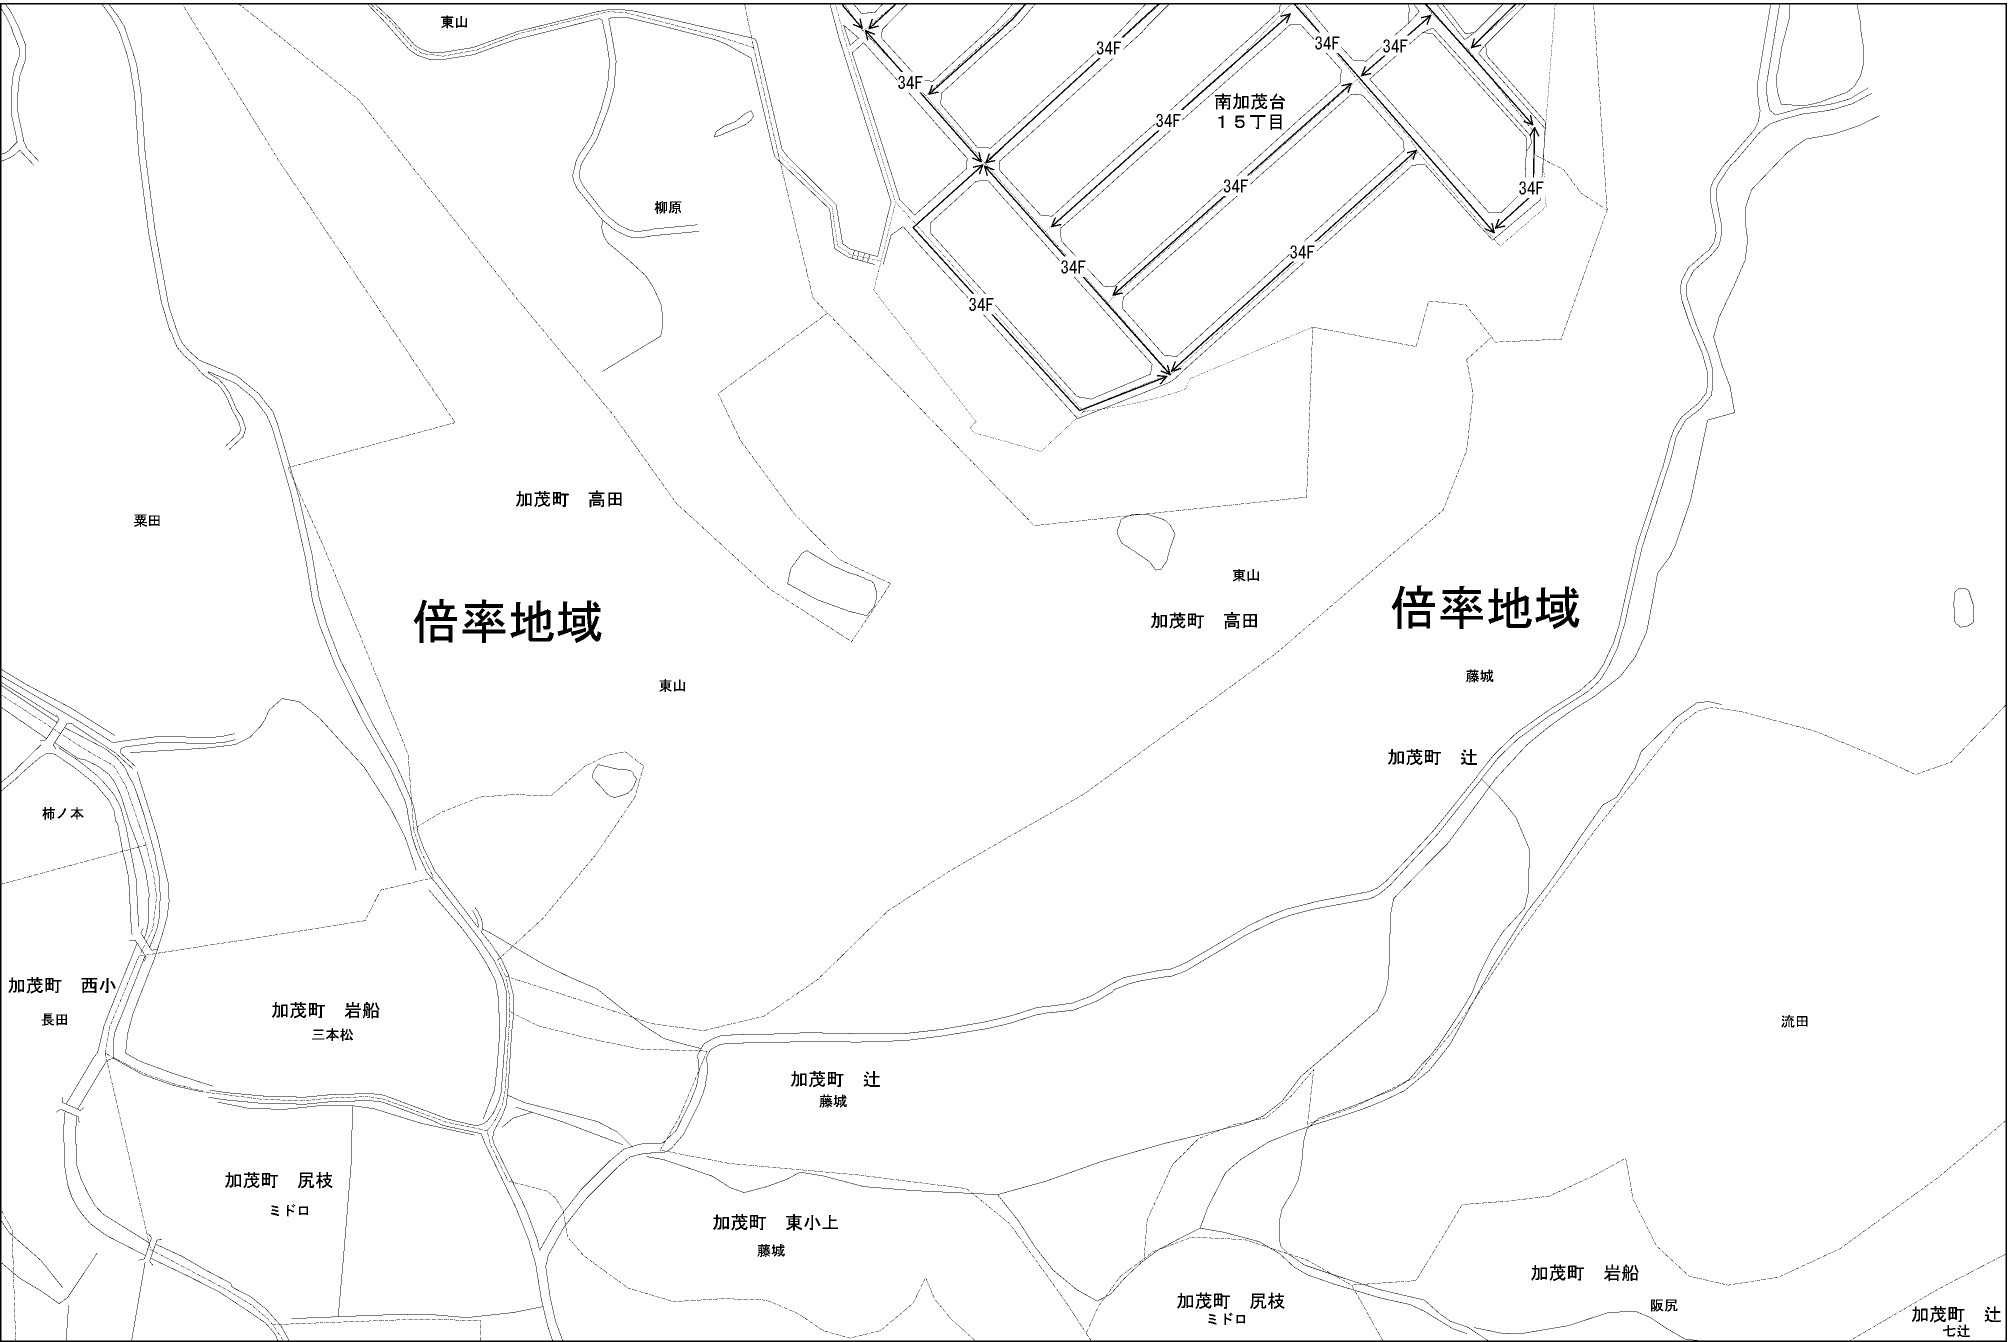 東山
34F
34F
34F
34F
南加茂台
１５丁目
34F
34F
34F
34F
柳原
34F
34F
34F
加茂町　高田
粟田
東山
加茂町　高田
倍率地域
倍率地域
藤城
東山
加茂町　辻
柿ノ本
加茂町　西小
長田
加茂町　岩船
三本松
流田
加茂町　辻
藤城
加茂町　尻枝
ミドロ
加茂町　東小上
藤城
加茂町　岩船
阪尻
加茂町　尻枝
ミドロ
加茂町　辻
七辻